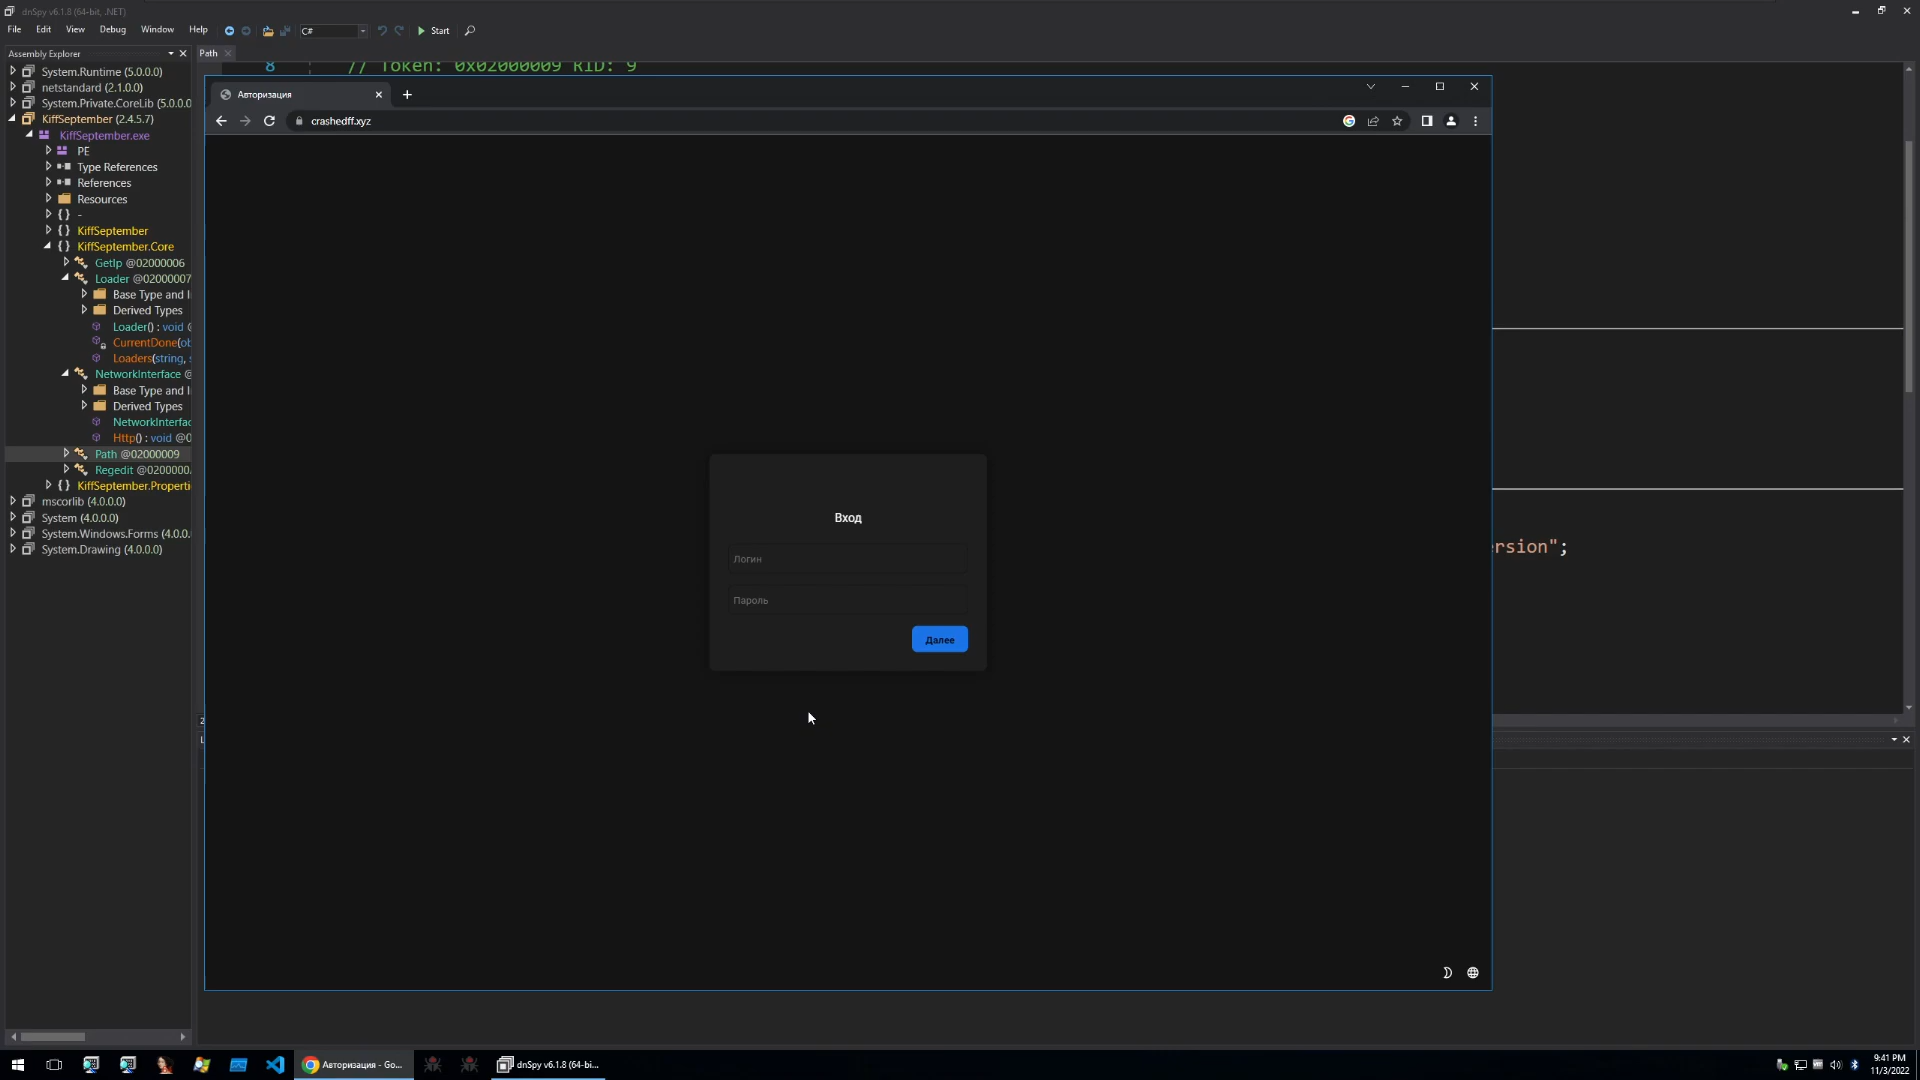 dnSpy v6.1.8 (64-bit, .NET)
File Edit View Debug Window Help C# Start
Assembly Explorer
Path
System.Runtime (5.0.0.0)
netstandard (2.1.0.0)
System.Private.CoreLib (5.0.0.0
KiffSeptember (2.4.5.7)
KiffSeptember.exe
PE
Type References
References
Resources
{ } -
{ } KiffSeptember
{ } KiffSeptember.Core
GetIp @02000006
Loader @02000007
Base Type and I
Derived Types
Loader() : void @
CurrentDone(ob
Loaders(string, s
NetworkInterface @
Base Type and I
Derived Types
NetworkInterfac
Http() : void @0
Path @02000009
Regedit @0200000
{ } KiffSeptember.Properti
mscorlib (4.0.0.0)
System (4.0.0.0)
System.Windows.Forms (4.0.0.
System.Drawing (4.0.0.0)
8 // Token: 0x02000009 RID: 9
Авторизация
crashedff.xyz
Вход
Логин
Пароль
Далее
ersion";
Авторизация - Go...
dnSpy v6.1.8 (64-bi...
9:41 PM
11/3/2022